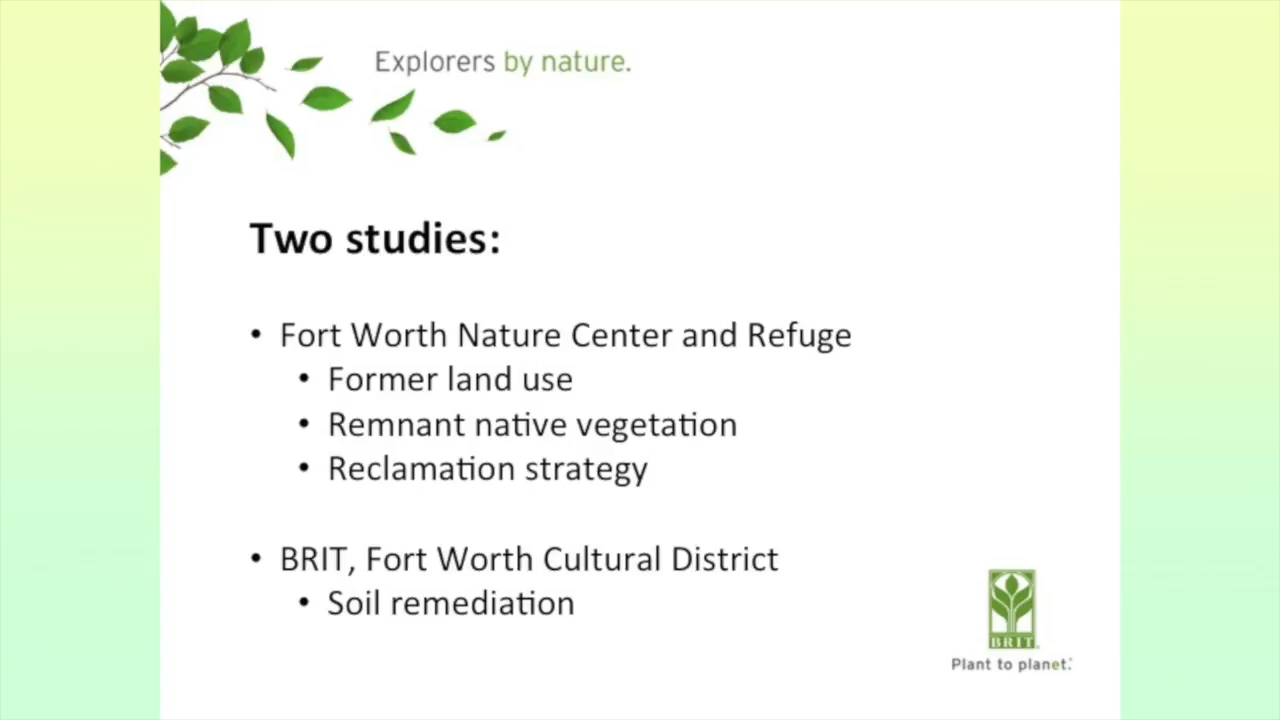 Explorers by nature.
Two studies:
• Fort Worth Nature Center and Refuge
• Former land use
• Remnant native vegetation
• Reclamation strategy
• BRIT, Fort Worth Cultural District
• Soil remediation
BRIT
Plant to planet.